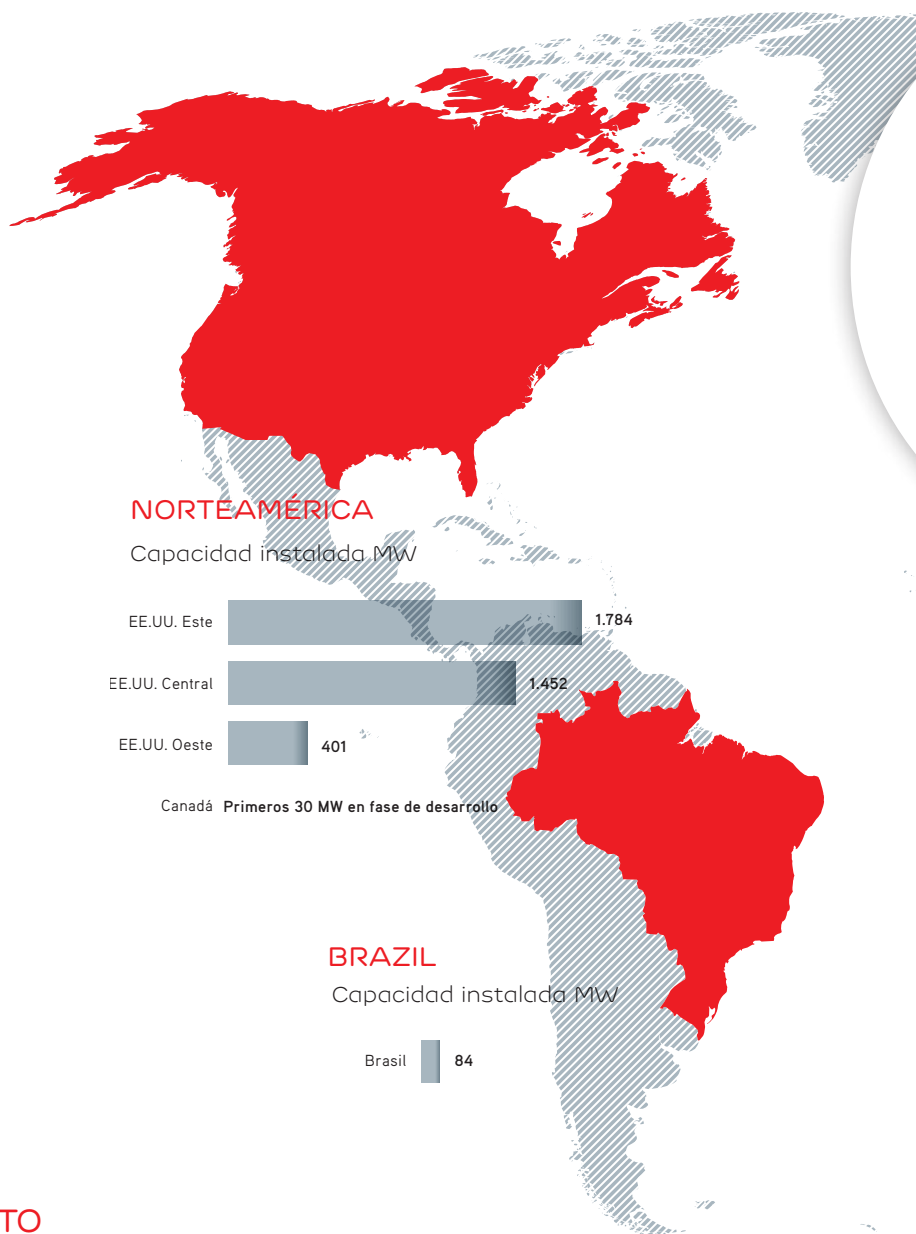 NORTEAMÉRICA
Capacidad instalada MW
EE.UU. Este 1.784
EE.UU. Central 1.452
EE.UU. Oeste 401
Canadá Primeros 30 MW en fase de desarrollo
BRAZIL
Capacidad instalada MW
Brasil 84
TO